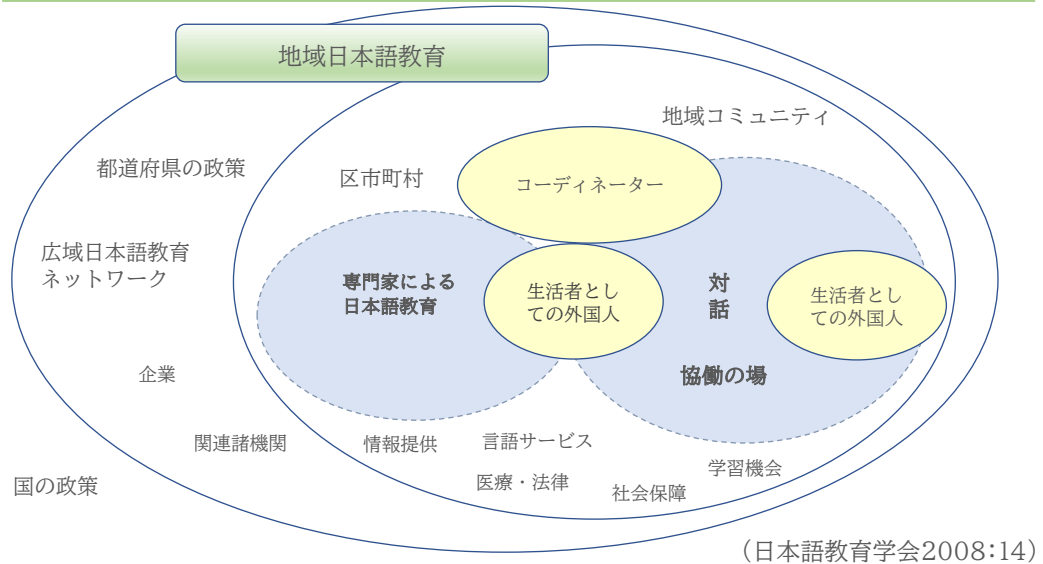 地域日本語教育
地域コミュニティ
都道府県の政策
区市町村
コーディネーター
広域日本語教育
ネットワーク
専門家による
日本語教育
生活者とし
ての外国人
対
話
生活者とし
ての外国人
協働の場
企業
関連諸機関
情報提供
言語サービス
学習機会
国の政策
医療・法律
社会保障
(日本語教育学会2008:14)